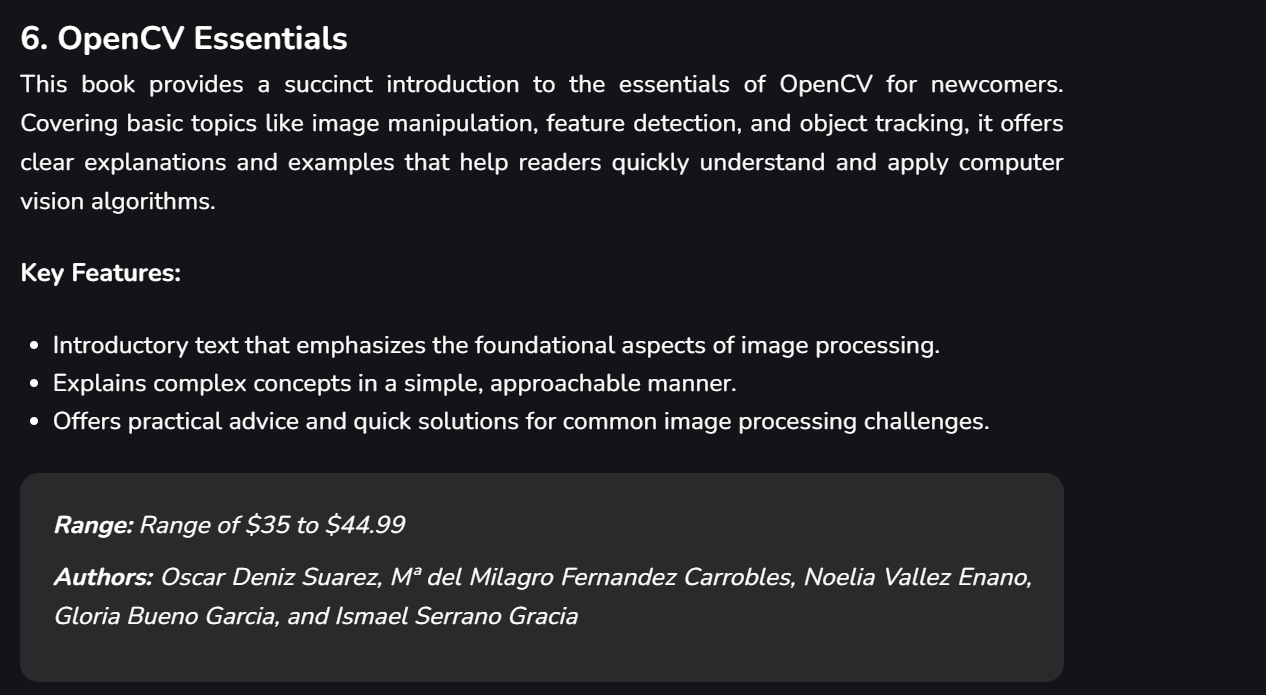 6. OpenCV Essentials
This book provides a succinct introduction to the essentials of OpenCV for newcomers.
Covering basic topics like image manipulation, feature detection, and object tracking, it offers
clear explanations and examples that help readers quickly understand and apply computer
vision algorithms.
Key Features:
• Introductory text that emphasizes the foundational aspects of image processing.
• Explains complex concepts in a simple, approachable manner.
• Offers practical advice and quick solutions for common image processing challenges.
Range: Range of $35 to $44.99
Authors: Oscar Deniz Suarez, Mª del Milagro Fernandez Carrobles, Noelia Vallez Enano,
Gloria Bueno Garcia, and Ismael Serrano Gracia